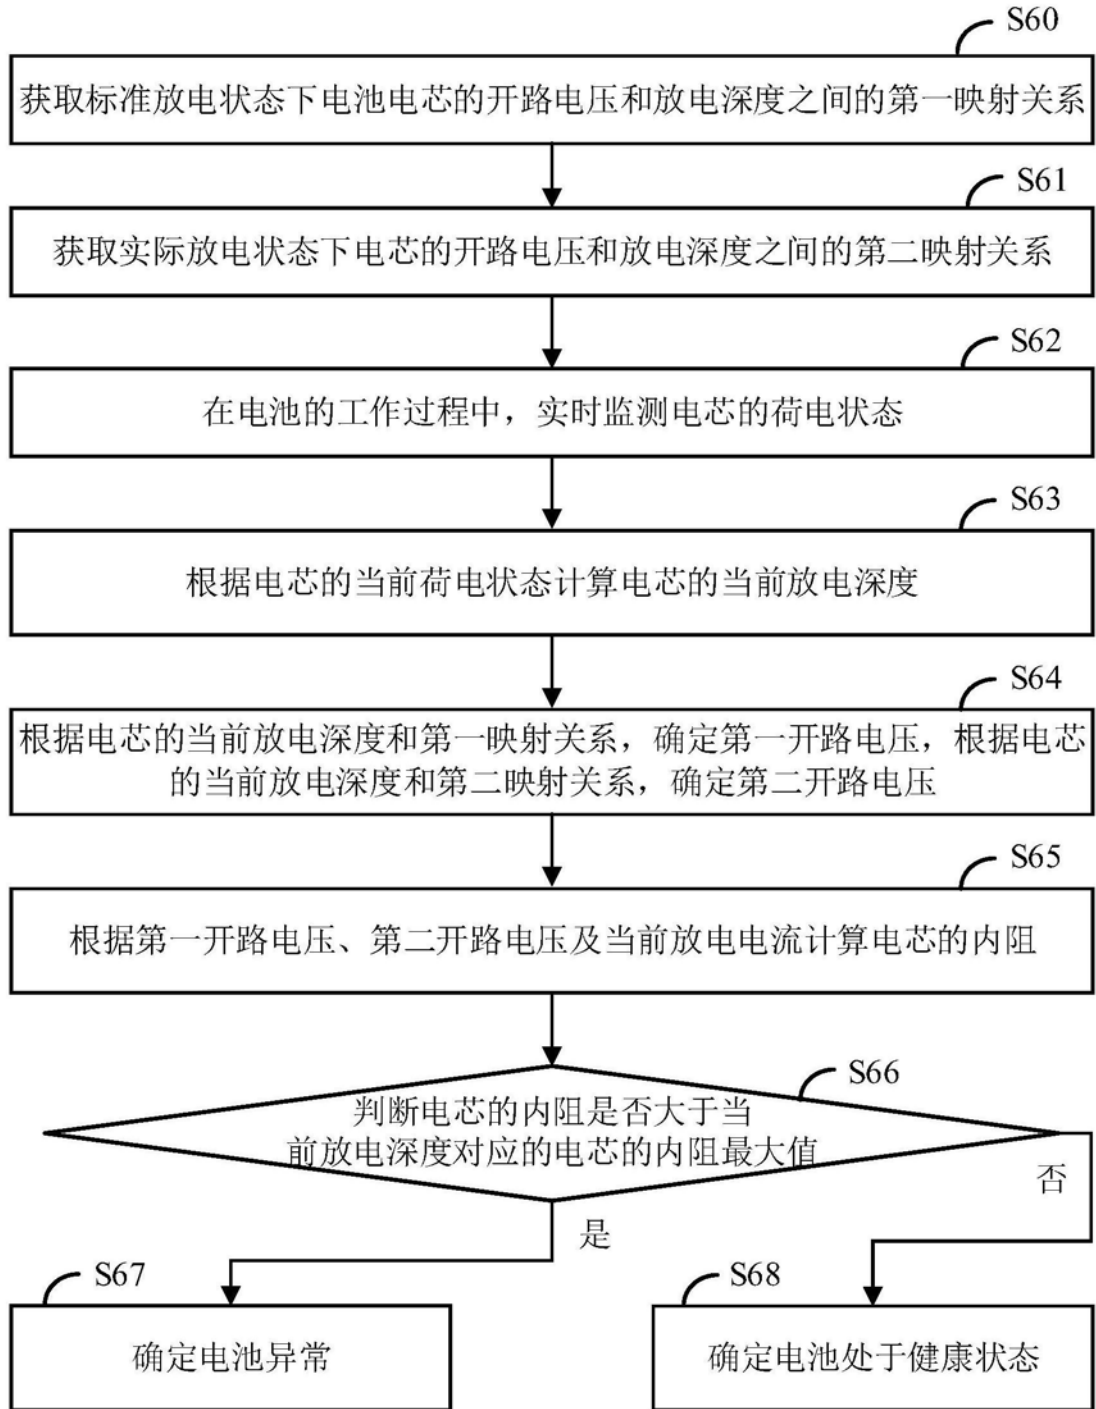 S60
获取标准放电状态下电池电芯的开路电压和放电深度之间的第一映射关系
S61
获取实际放电状态下电芯的开路电压和放电深度之间的第二映射关系
S62
在电池的工作过程中，实时监测电芯的荷电状态
S63
根据电芯的当前荷电状态计算电芯的当前放电深度
S64
根据电芯的当前放电深度和第一映射关系，确定第一开路电压，根据电芯
的当前放电深度和第二映射关系，确定第二开路电压
S65
根据第一开路电压、第二开路电压及当前放电电流计算电芯的内阻
S66
判断电芯的内阻是否大于当
前放电深度对应的电芯的内阻最大值
否
是
S67
确定电池异常
S68
确定电池处于健康状态